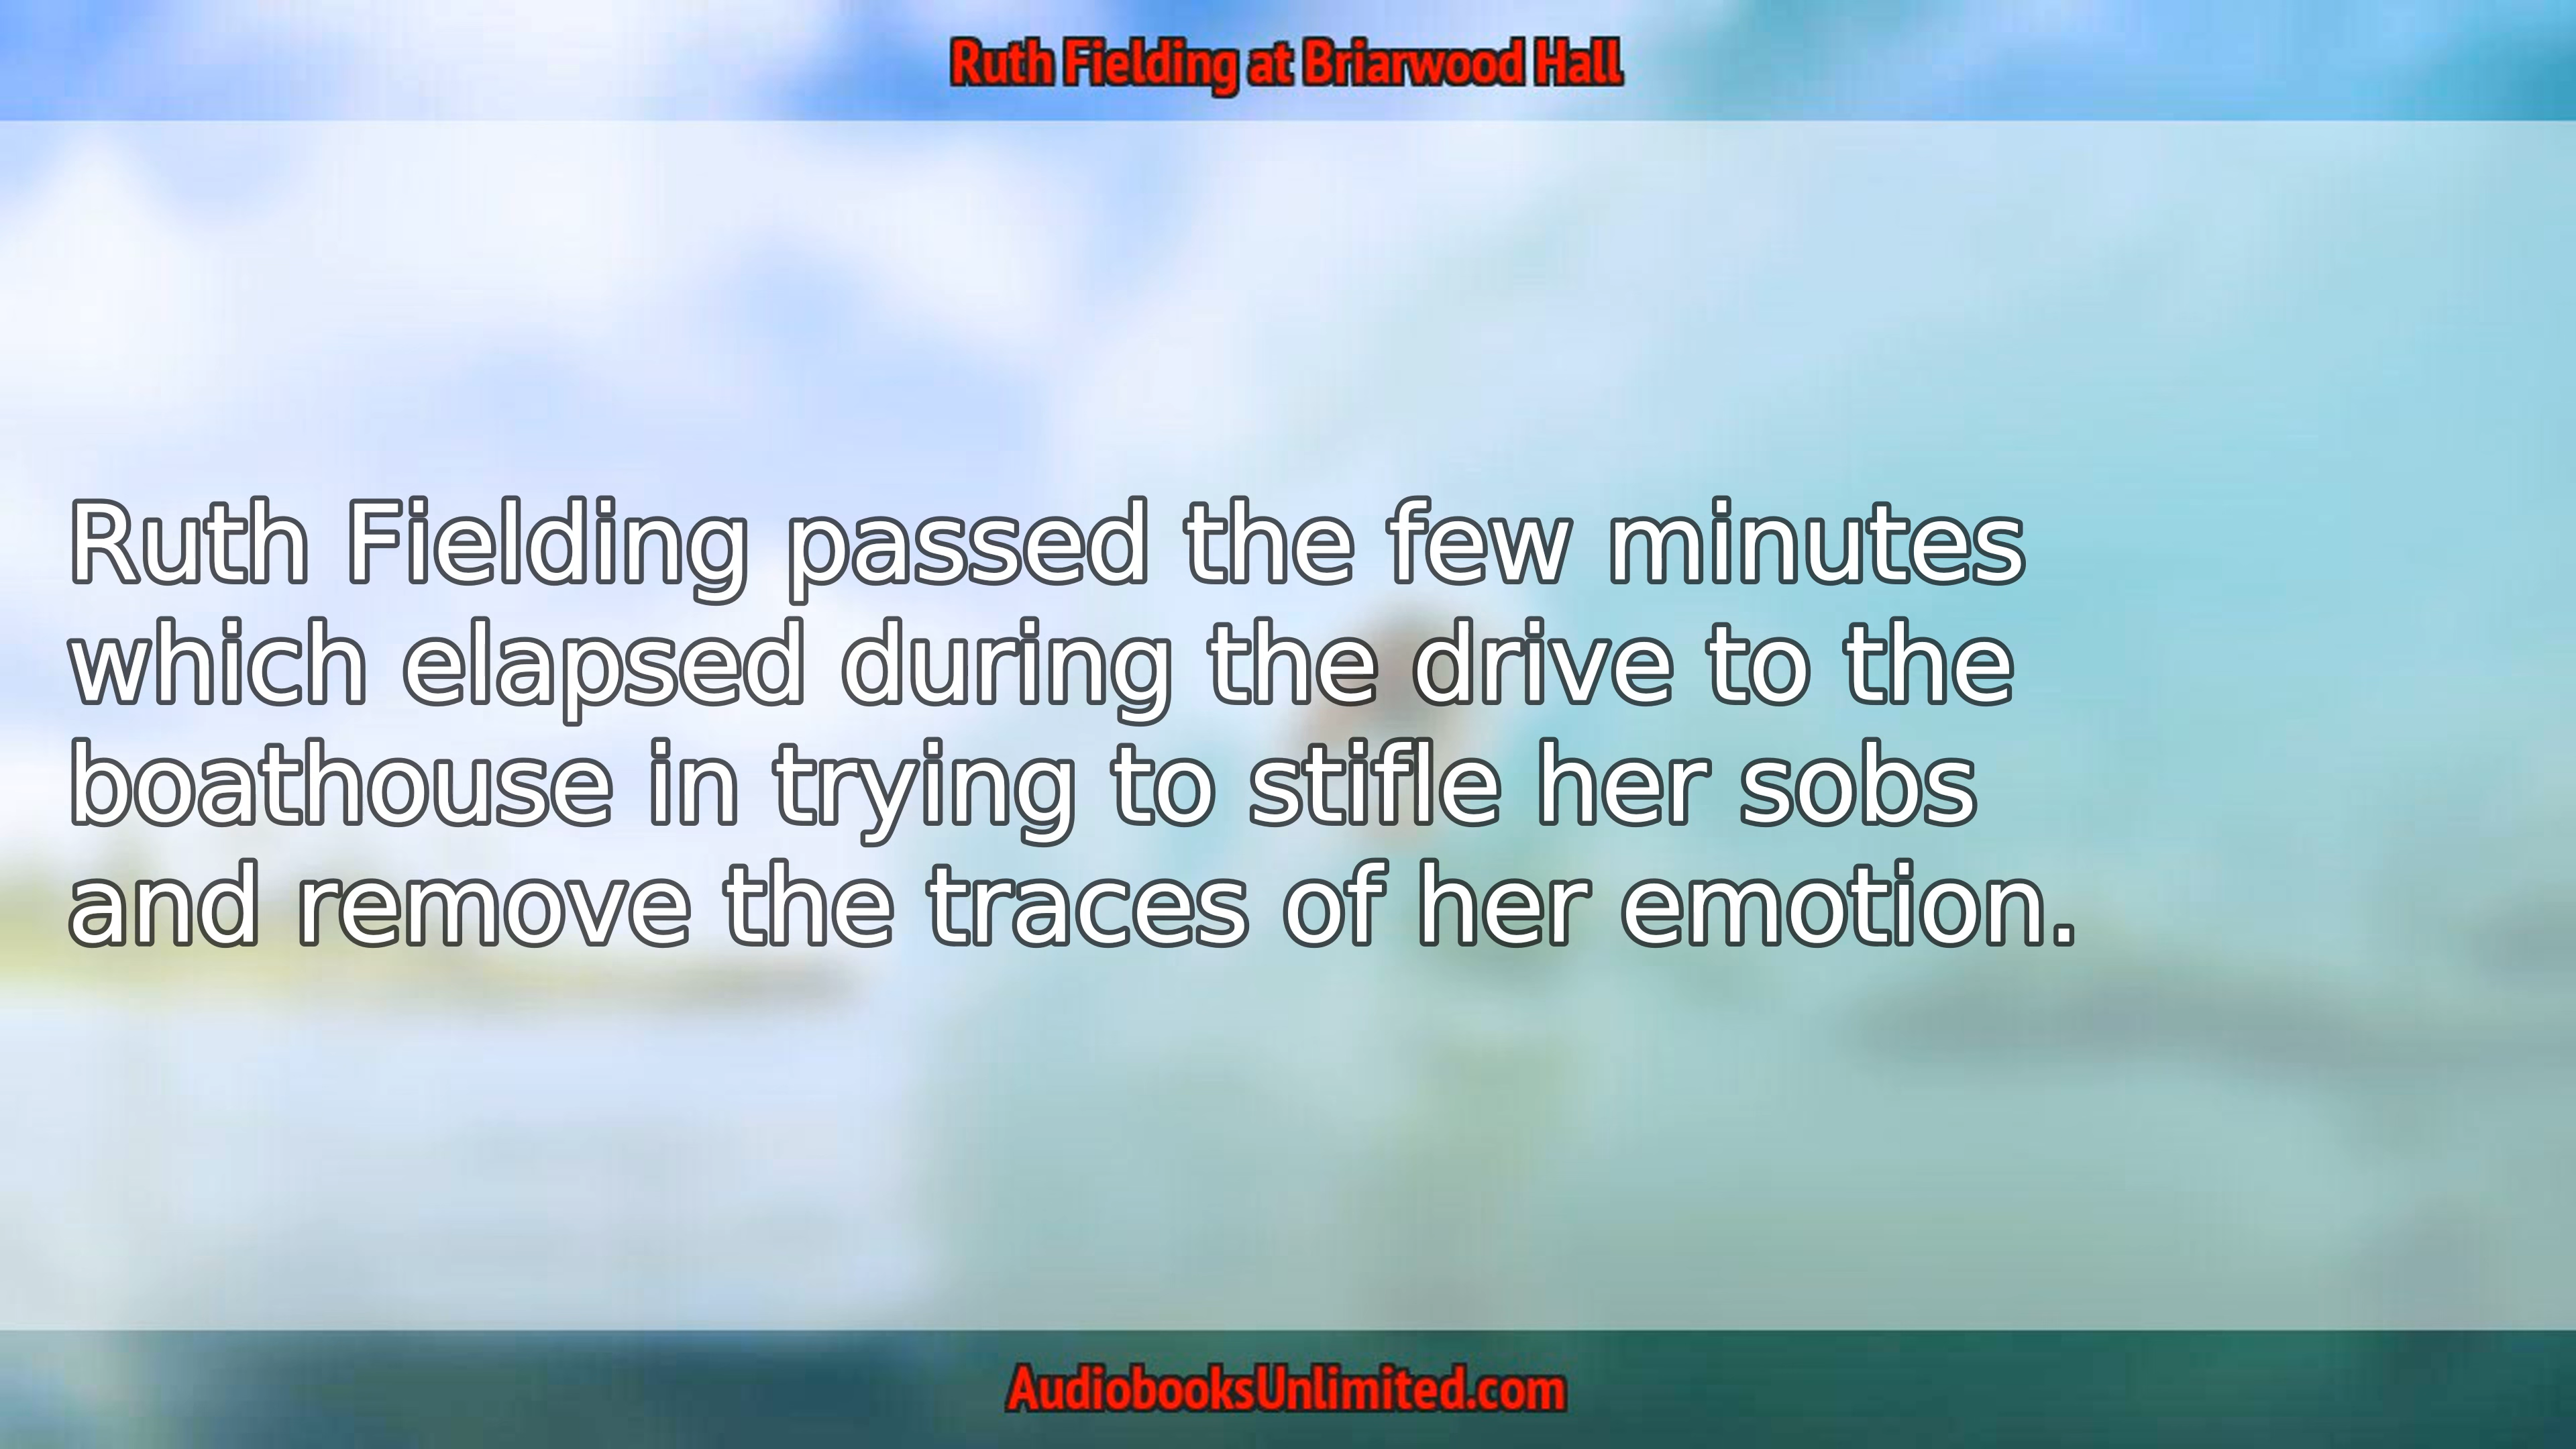 Ruth Fielding at Briarwood Hall
Ruth Fielding passed the few minutes
which elapsed during the drive to the
boathouse in trying to stifle her sobs
and remove the traces of her emotion.
AudiobooksUnlimited.com